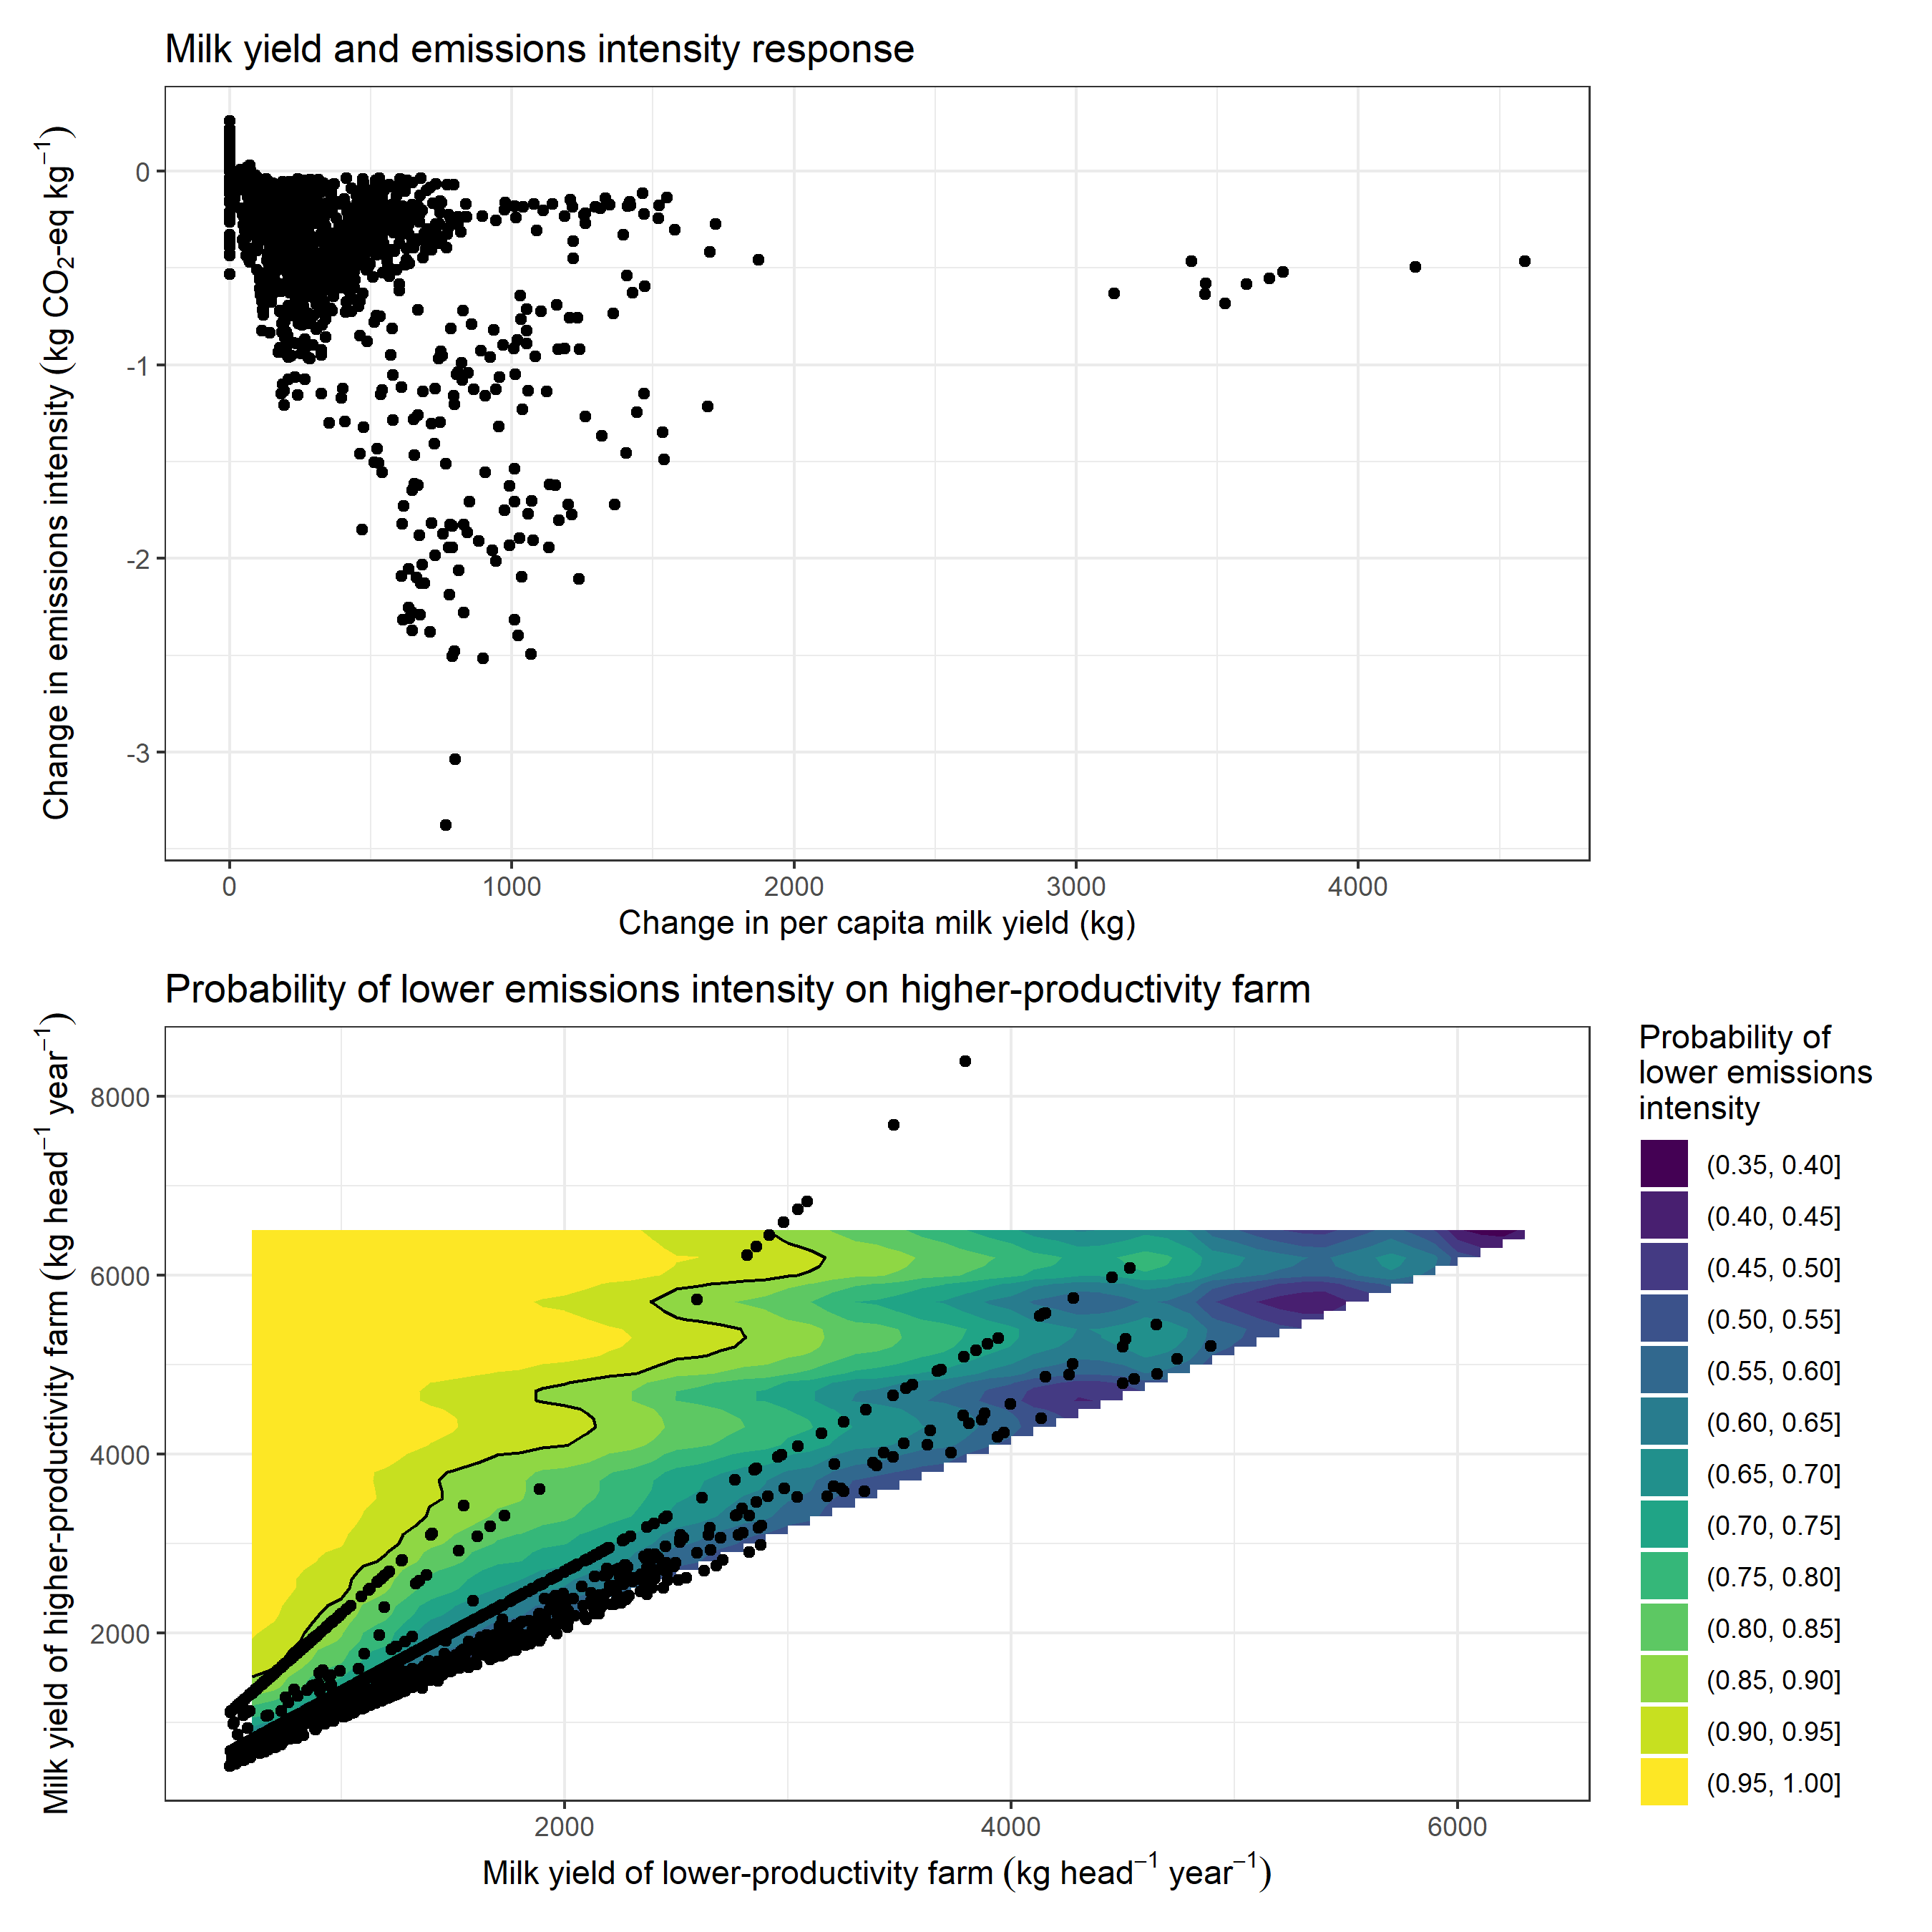 Milk yield and emissions intensity response
Change in emissions intensity (kg CO₂-eq kg⁻¹)
0
-1
-2
-3
0 1000 2000 3000 4000
Change in per capita milk yield (kg)
Probability of lower emissions intensity on higher-productivity farm
Milk yield of higher-productivity farm (kg head⁻¹ year⁻¹)
8000
6000
4000
2000
2000 4000 6000
Milk yield of lower-productivity farm (kg head⁻¹ year⁻¹)
Probability of
lower emissions
intensity
(0.35, 0.40]
(0.40, 0.45]
(0.45, 0.50]
(0.50, 0.55]
(0.55, 0.60]
(0.60, 0.65]
(0.65, 0.70]
(0.70, 0.75]
(0.75, 0.80]
(0.80, 0.85]
(0.85, 0.90]
(0.90, 0.95]
(0.95, 1.00]